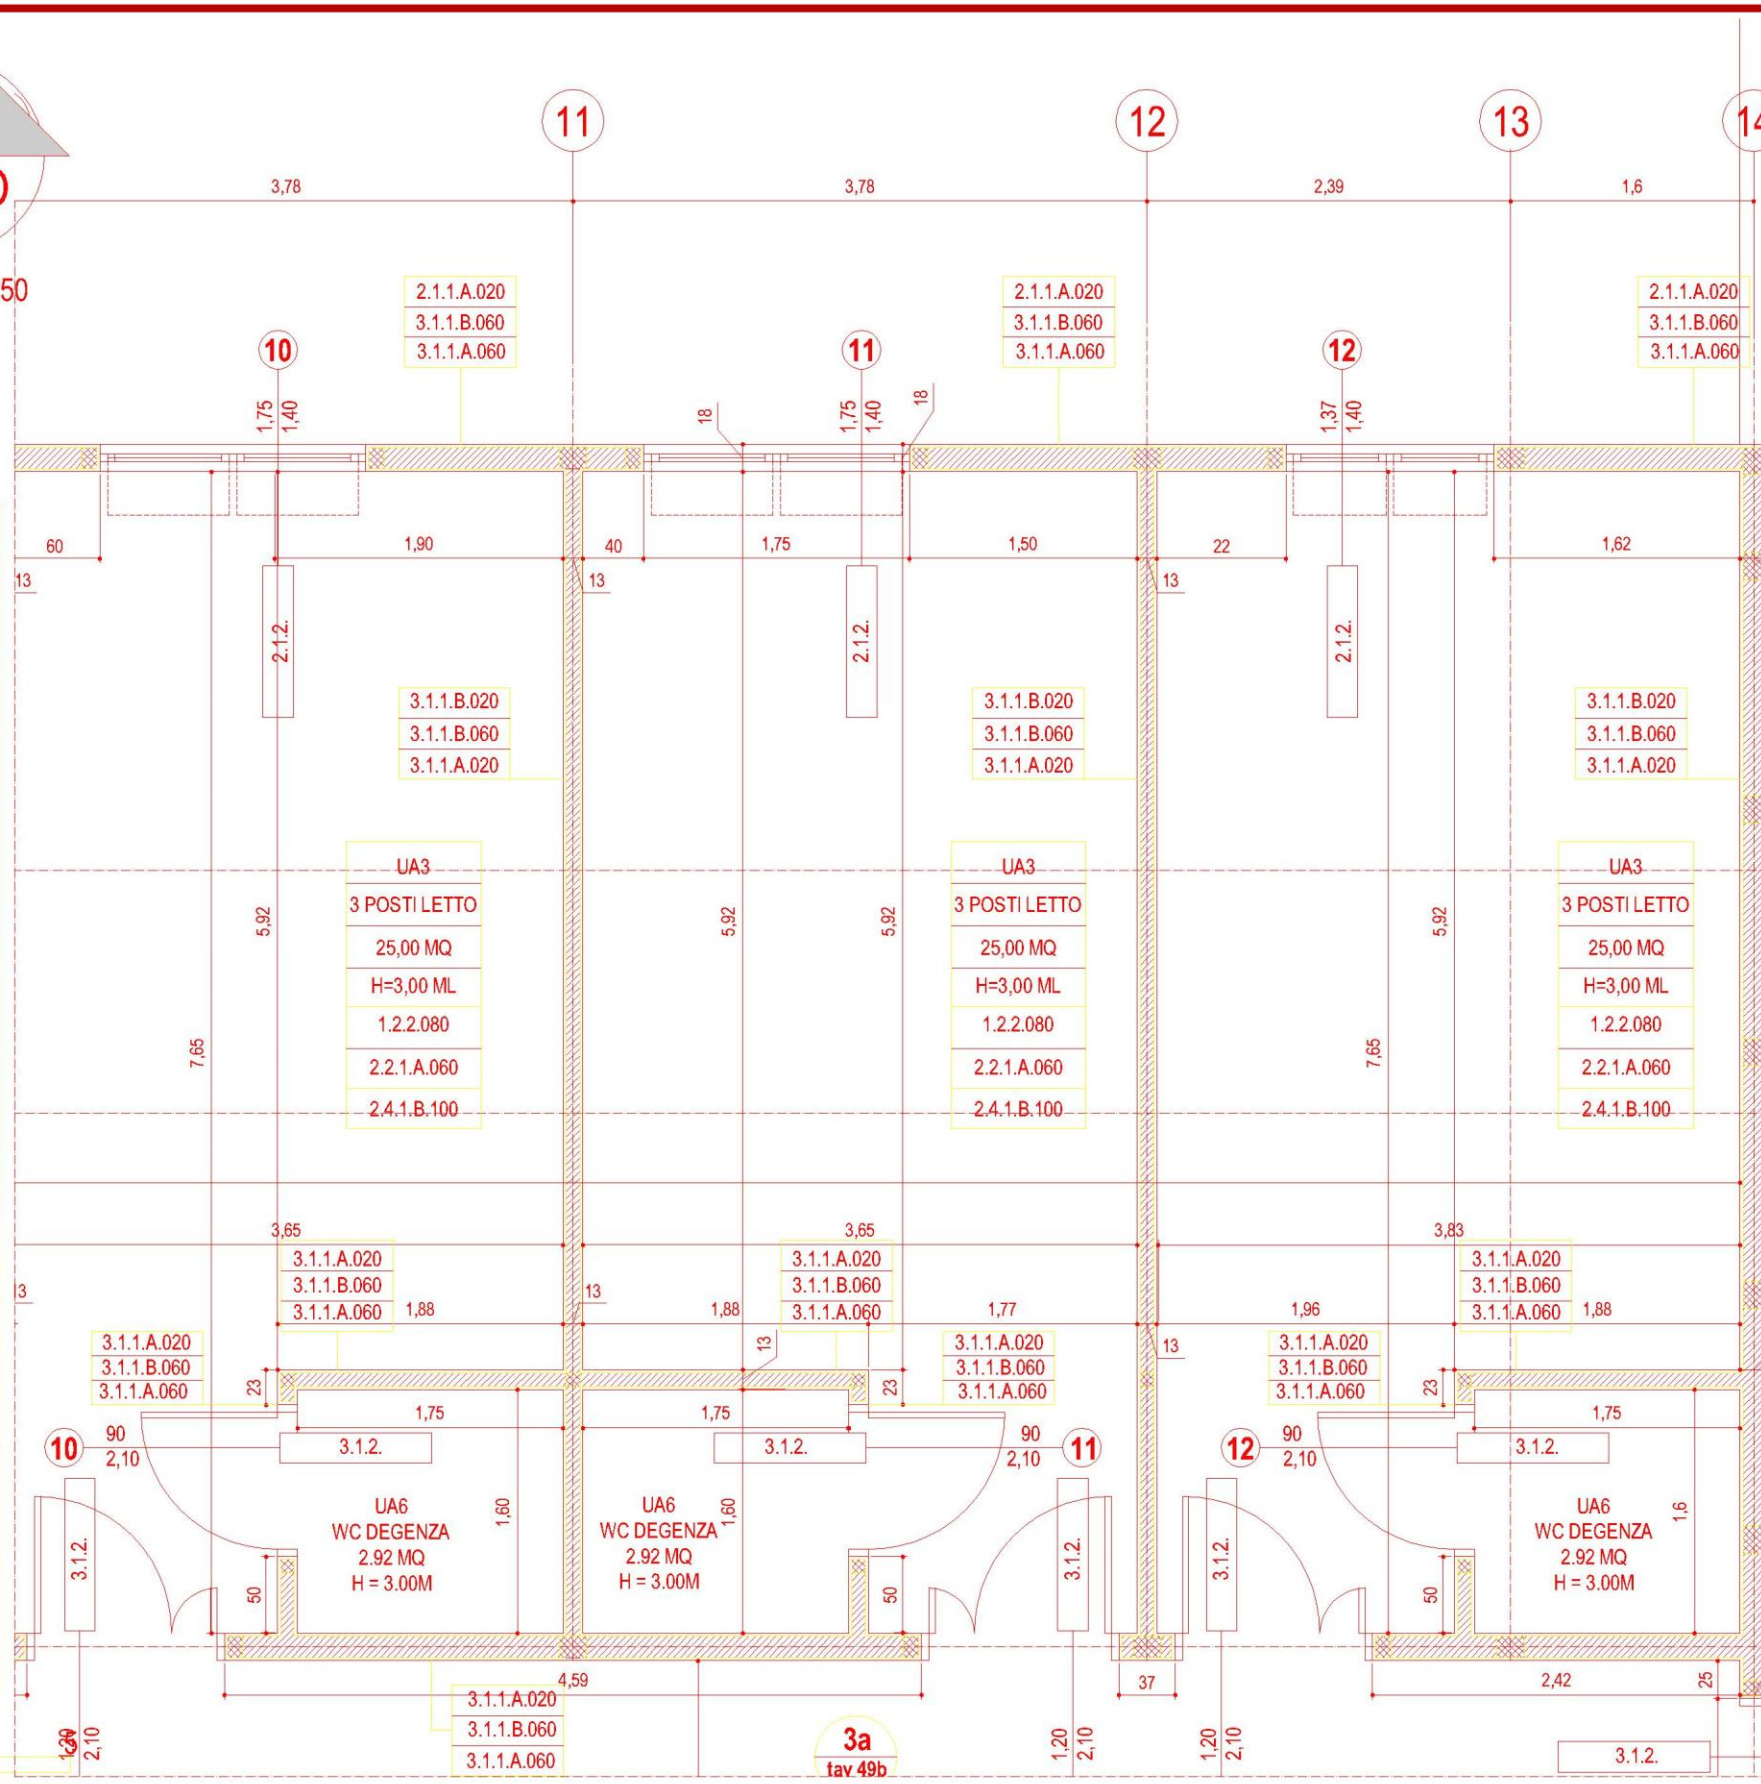 11
12
13
14
3,78
3,78
2,39
1,6
50
2.1.1.A.020
3.1.1.B.060
3.1.1.A.060
2.1.1.A.020
3.1.1.B.060
3.1.1.A.060
2.1.1.A.020
3.1.1.B.060
3.1.1.A.060
10
11
12
1,75
1,40
18
1,75
1,40
18
1,37
1,40
60
1,90
40
1,75
1,50
22
1,62
13
13
13
2.1.2.
2.1.2.
2.1.2.
3.1.1.B.020
3.1.1.B.060
3.1.1.A.020
3.1.1.B.020
3.1.1.B.060
3.1.1.A.020
3.1.1.B.020
3.1.1.B.060
3.1.1.A.020
UA3
3 POSTI LETTO
25,00 MQ
H=3,00 ML
1.2.2.080
2.2.1.A.060
2.4.1.B.100
UA3
3 POSTI LETTO
25,00 MQ
H=3,00 ML
1.2.2.080
2.2.1.A.060
2.4.1.B.100
UA3
3 POSTI LETTO
25,00 MQ
H=3,00 ML
1.2.2.080
2.2.1.A.060
2.4.1.B.100
5,92
5,92
5,92
5,92
7,65
7,65
3,65
3,65
3,83
3.1.1.A.020
3.1.1.B.060
3.1.1.A.060
3.1.1.A.020
3.1.1.B.060
3.1.1.A.060
3.1.1.A.020
3.1.1.B.060
3.1.1.A.060
13
13
1,88
1,88
1,77
1,96
1,88
3.1.1.A.020
3.1.1.B.060
3.1.1.A.060
13
3.1.1.A.020
3.1.1.B.060
3.1.1.A.060
13
3.1.1.A.020
3.1.1.B.060
3.1.1.A.060
23
23
23
1,75
1,75
1,75
10
90
2,10
3.1.2.
3.1.2.
90
2,10
11
12
90
2,10
3.1.2.
3.1.2.
UA6
WC DEGENZA
2.92 MQ
H = 3.00M
1,60
UA6
WC DEGENZA
2.92 MQ
H = 3.00M
1,60
3.1.2.
3.1.2.
UA6
WC DEGENZA
2.92 MQ
H = 3.00M
1,6
50
50
50
4,59
37
2,42
25
3.1.1.A.020
3.1.1.B.060
3.1.1.A.060
1,20
2,10
3a
tav 49b
1,20
2,10
1,20
2,10
3.1.2.